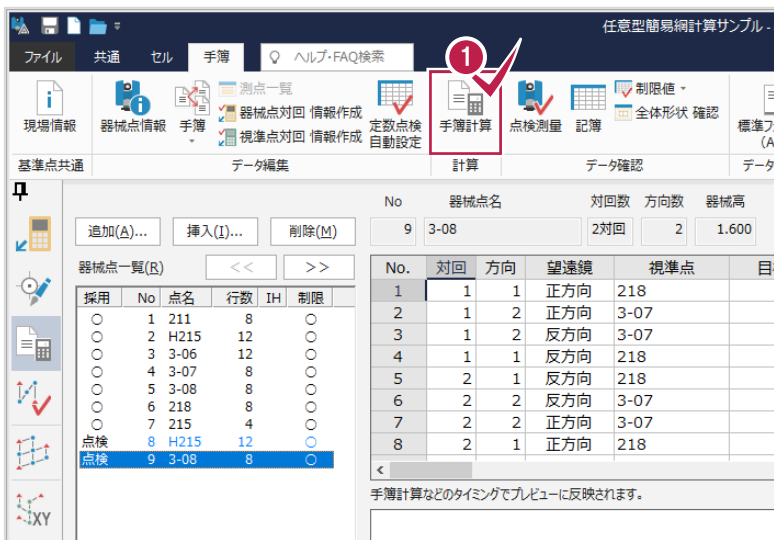 任意型簡易網計算サンプル -
ファイル 共通 セル 手簿 ヘルプ・FAQ検索
1
現場情報
器械点情報
手簿
測点一覧
器械点対回 情報作成
視準点対回 情報作成
定数点検
自動設定
手簿計算
点検測量
記簿
制限値
全体形状 確認
基準点共通 データ編集 計算 データ確認
No 器械点名 対回数 方向数 器械高
9 3-08 2対回 2 1.600
追加(A)... 挿入(I)... 削除(M)
器械点一覧(R) << >>
採用 No 点名 行数 IH 制限
○ 1 211 8 ○
○ 2 H215 12 ○
○ 3 3-06 12 ○
○ 4 3-07 8 ○
○ 5 3-08 8 ○
○ 6 218 8 ○
○ 7 215 4 ○
点検 8 H215 12 ○
点検 9 3-08 8 ○
No. 対回 方向 望遠鏡 視準点
1 1 1 正方向 218
2 1 2 正方向 3-07
3 1 2 反方向 3-07
4 1 1 反方向 218
5 2 1 反方向 218
6 2 2 反方向 3-07
7 2 2 正方向 3-07
8 2 1 正方向 218
手簿計算などのタイミングでプレビューに反映されます。
XY